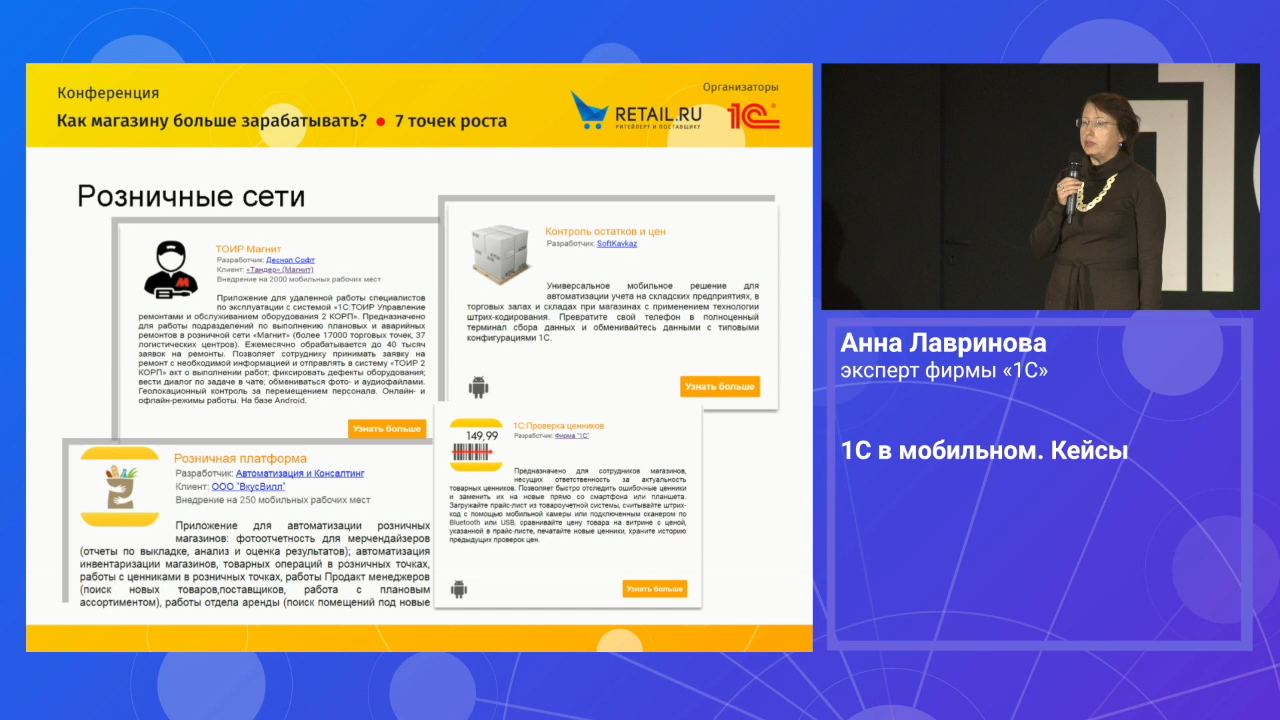 Конференция
Как магазину больше зарабатывать? ● 7 точек роста
Организаторы
RETAIL.RU
РИТЕЙЛЕРУ И ПОСТАВЩИКУ
1С
Розничные сети
ТОИР Магнит
Разработчик: Деснол Софт
Клиент: «Тандер» (Магнит)
Внедрение на 2000 мобильных рабочих мест
Приложение для удаленной работы специалистов
по эксплуатации с системой «1С:ТОИР Управление
ремонтами и обслуживанием оборудования 2 КОРП». Предназначено
для работы подразделений по выполнению плановых и аварийных
ремонтов в розничной сети «Магнит» (более 17000 торговых точек, 37
логистических центров). Ежемесячно обрабатывается до 40 тысяч
заявок на ремонты. Позволяет сотруднику принимать заявку на
ремонт с необходимой информацией и отправлять в систему «ТОИР 2
КОРП» акт о выполнении работ; фиксировать дефекты оборудования;
вести диалог по задаче в чате; обмениваться фото- и аудиофайлами.
Геолокационный контроль за перемещением персонала. Онлайн- и
офлайн-режимы работы. На базе Android.
Узнать больше
Контроль остатков и цен
Разработчик: SoftKavkaz
Универсальное мобильное решение для
автоматизации учета на складских предприятиях, в
торговых залах и складах при магазинах с применением технологии
штрих-кодирования. Превратите свой телефон в полноценный
терминал сбора данных и обменивайтесь данными с типовыми
конфигурациями 1С.
Узнать больше
Розничная платформа
Разработчик: Автоматизация и Консалтинг
Клиент: ООО "ВкусВилл"
Внедрение на 250 мобильных рабочих мест
Приложение для автоматизации розничных
магазинов: фотоотчетность для мерчендайзеров
(отчеты по выкладке, анализ и оценка результатов); автоматизация
инвентаризации магазинов, товарных операций в розничных точках,
работы с ценниками в розничных точках, работы Продакт менеджеров
(поиск новых товаров,поставщиков, работа с плановым
ассортиментом), работы отдела аренды (поиск помещений под новые
149,99
1С:Проверка ценников
Разработчик: Фирма "1С"
Предназначено для сотрудников магазинов,
несущих ответственность за актуальность
товарных ценников. Позволяет быстро отследить ошибочные ценники
и заменить их на новые прямо со смартфона или планшета.
Загружайте прайс-лист из товароучетной системы, считывайте штрих-
код с помощью мобильной камеры или подключенным сканером по
Bluetooth или USB, сравнивайте цену товара на витрине с ценой,
указанной в прайс-листе, печатайте новые ценники, храните историю
предыдущих проверок цен.
Узнать больше
Анна Лавринова
эксперт фирмы «1С»
1С в мобильном. Кейсы